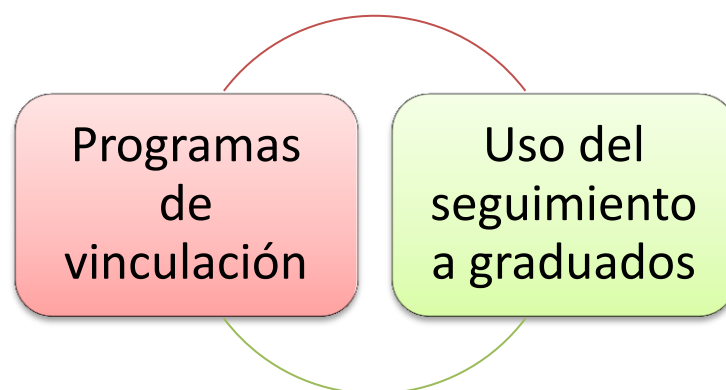 Programas
de
vinculación
Uso del
seguimiento
a graduados